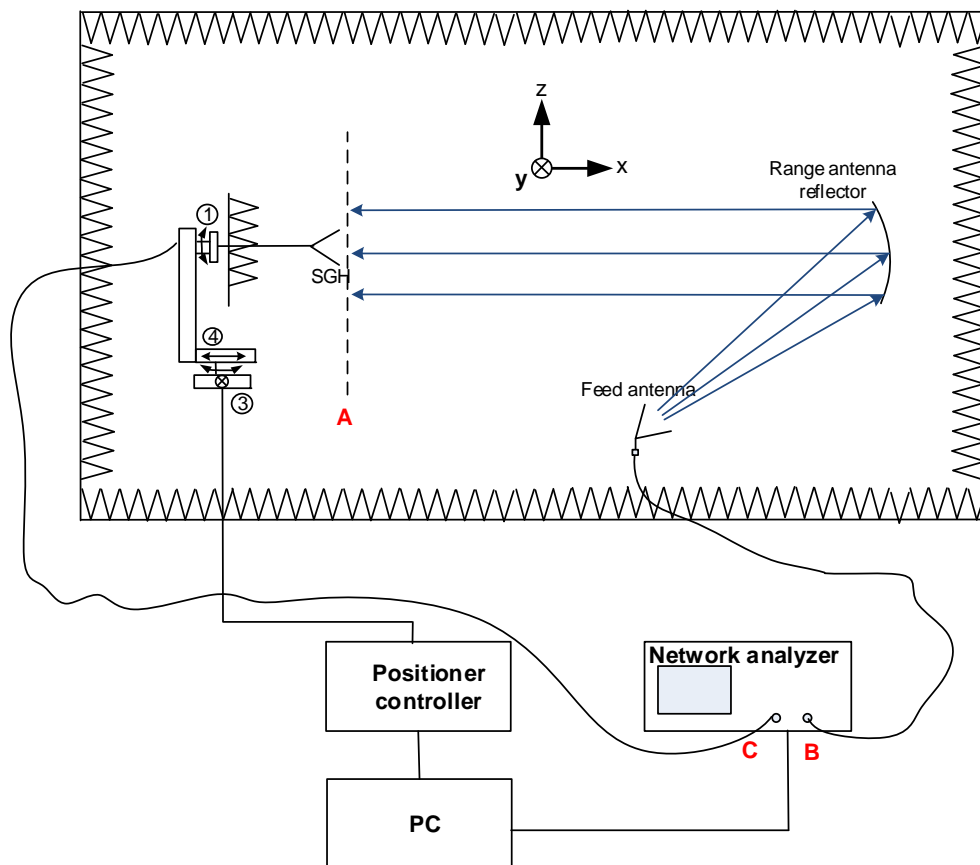 z
y
x
Range antenna
reflector
①
SGH
④
③
A
Feed antenna
Positioner
controller
Network analyzer
C
B
PC